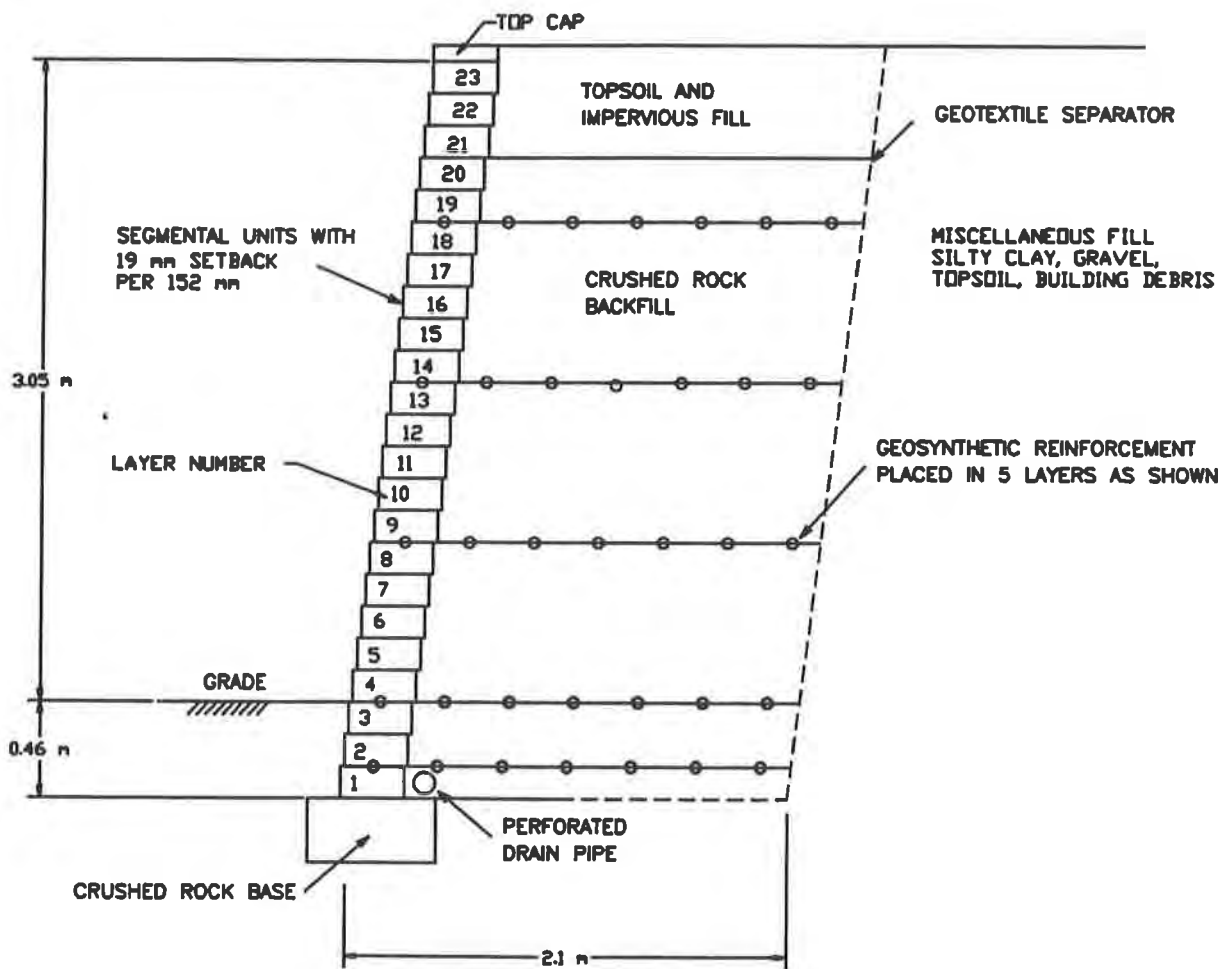 TOP CAP
23
TOPSOIL AND
IMPERVIOUS FILL
22
GEOTEXTILE SEPARATOR
21
20
19
SEGMENTAL UNITS WITH
19 mm SETBACK
PER 152 mm
18
MISCELLANEOUS FILL
SILTY CLAY, GRAVEL,
TOPSOIL, BUILDING DEBRIS
17
CRUSHED ROCK
BACKFILL
16
15
14
3.05 m
13
12
GEOSYNTHETIC REINFORCEMENT
PLACED IN 5 LAYERS AS SHOWN
11
LAYER NUMBER
10
9
8
7
6
5
GRADE
4
3
0.46 m
2
1
PERFORATED
DRAIN PIPE
CRUSHED ROCK BASE
2.1 m